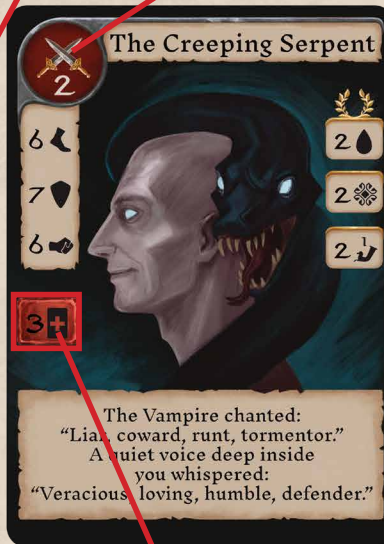 The Creeping Serpent
2
6
7
6
2
2
2 1
3
The Vampire chanted:
"Liar, coward, runt, tormentor."
A quiet voice deep inside
you whispered:
"Veracious, loving, humble, defender."